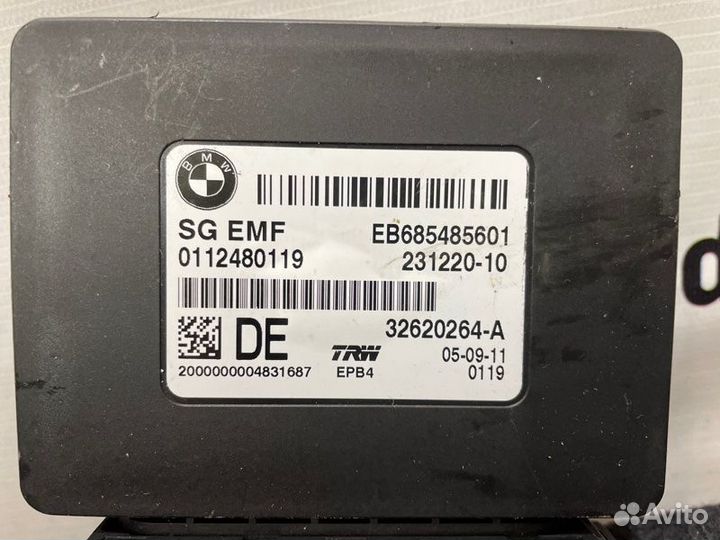 BMW
SG EMF EB685485601
0112480119 231220-10
32620264-A
DE TRW 05-09-11
2000000004831687 EPB4 0119
d
Avito